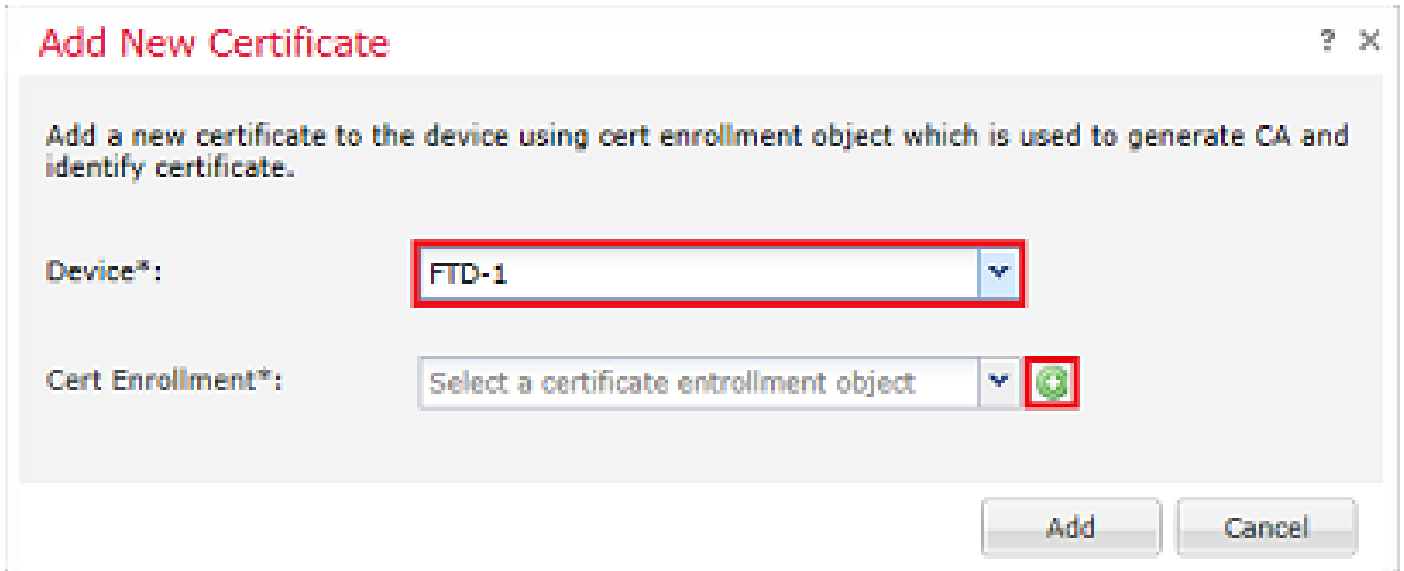 Add New Certificate ? X
Add a new certificate to the device using cert enrollment object which is used to generate CA and
identify certificate.
Device*: FTD-1
Cert Enrollment*: Select a certificate entrollment object
Add Cancel